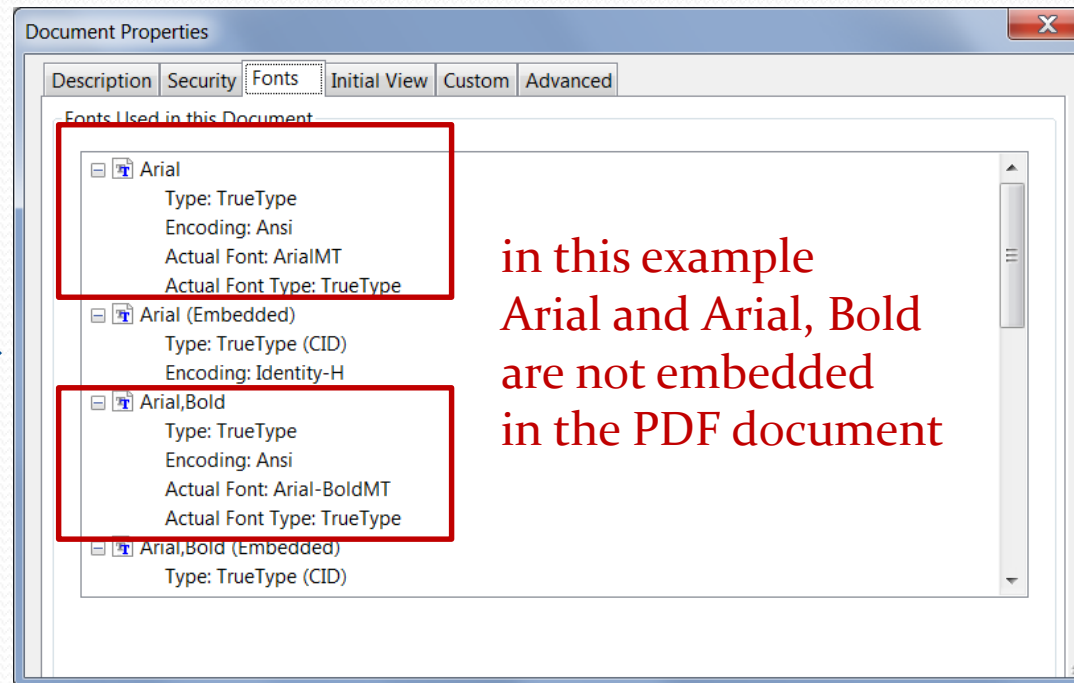 Document Properties
Description Security Fonts Initial View Custom Advanced
Fonts Used in this Document
Arial
Type: TrueType
Encoding: Ansi
Actual Font: ArialMT
Actual Font Type: TrueType
Arial (Embedded)
Type: TrueType (CID)
Encoding: Identity-H
Arial,Bold
Type: TrueType
Encoding: Ansi
Actual Font: Arial-BoldMT
Actual Font Type: TrueType
Arial,Bold (Embedded)
Type: TrueType (CID)
in this example
Arial and Arial, Bold
are not embedded
in the PDF document